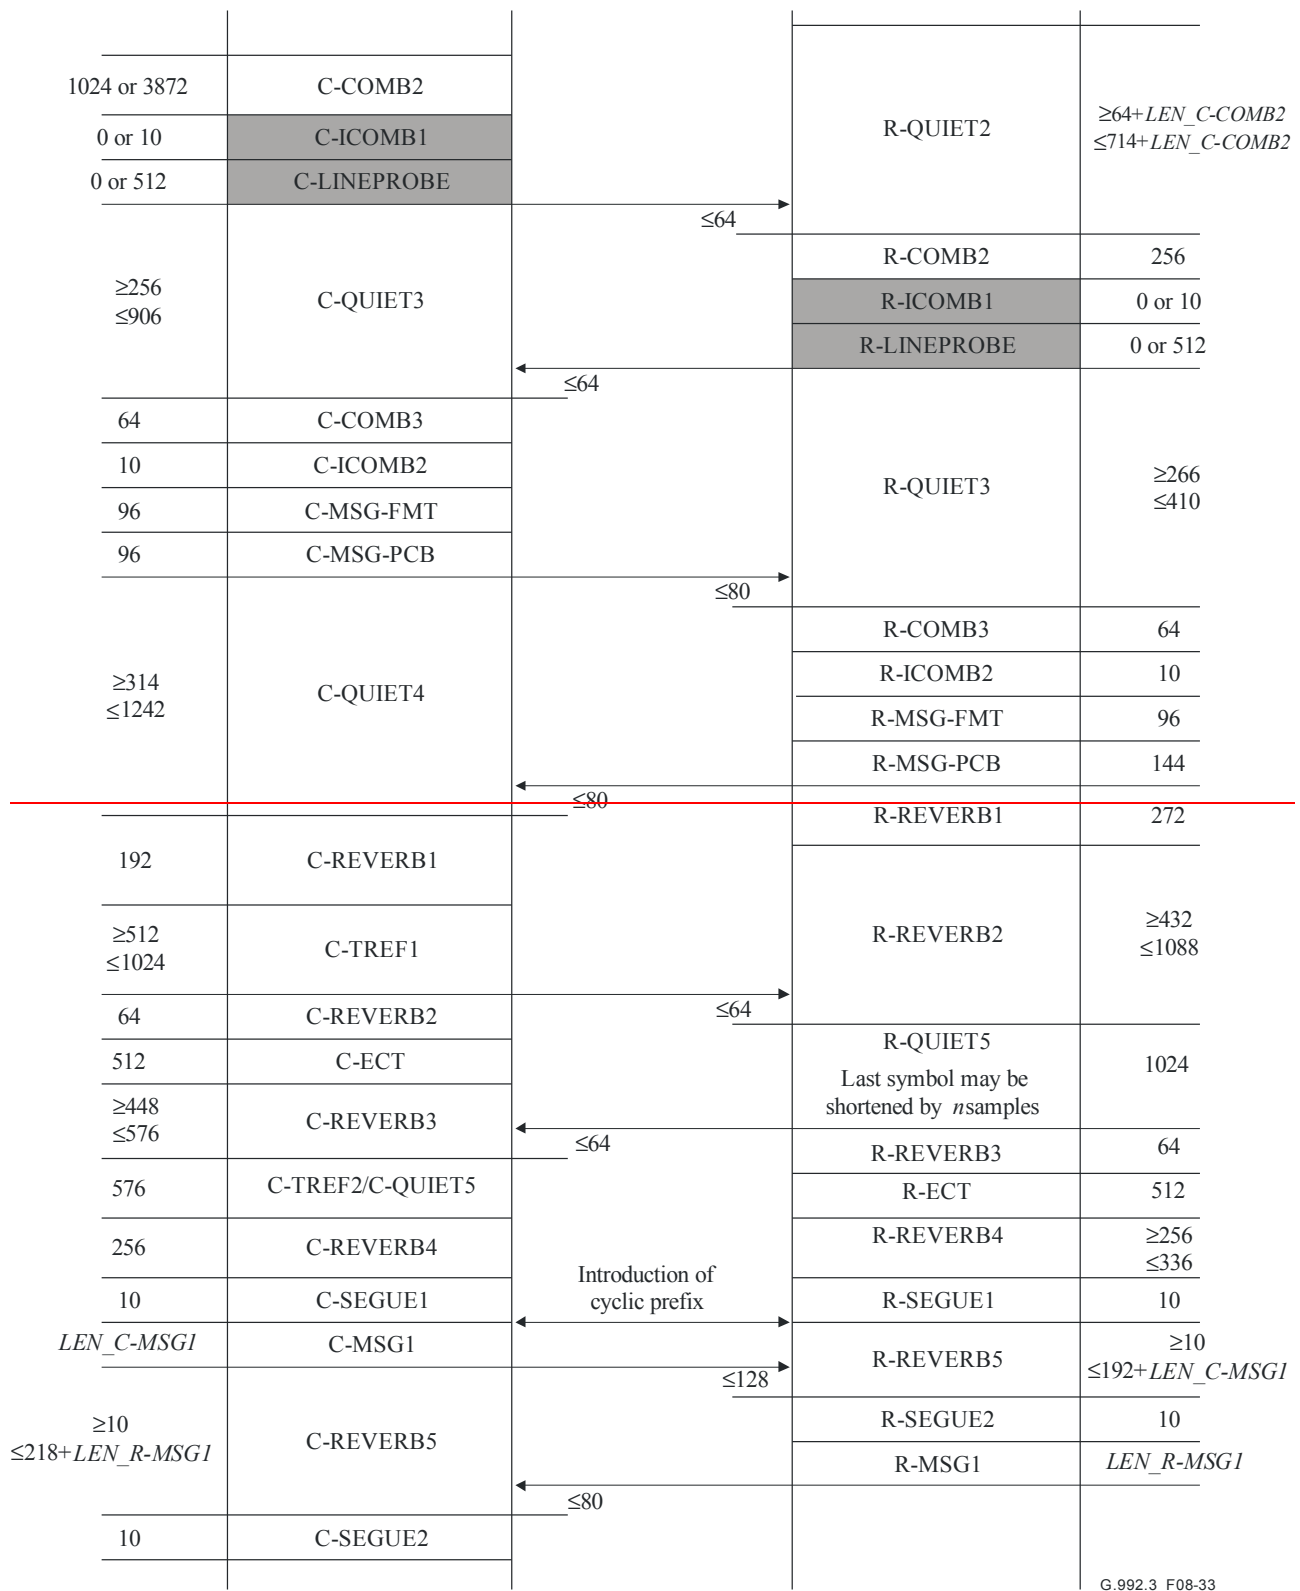 1024 or 3872 C-COMB2
R-QUIET2 ≥64+LEN_C-COMB2
≤714+LEN_C-COMB2
0 or 10 C-ICOMB1
0 or 512 C-LINEPROBE
≤64
R-COMB2 256
≥256
≤906
C-QUIET3
R-ICOMB1 0 or 10
R-LINEPROBE 0 or 512
≤64
64 C-COMB3
10 C-ICOMB2
R-QUIET3
≥266
≤410
96 C-MSG-FMT
96 C-MSG-PCB
≤80
R-COMB3 64
R-ICOMB2 10
≥314
≤1242
C-QUIET4
R-MSG-FMT 96
R-MSG-PCB 144
≤80
R-REVERB1 272
192 C-REVERB1
≥512
≤1024
C-TREF1
R-REVERB2
≥432
≤1088
≤64
64 C-REVERB2
R-QUIET5
Last symbol may be
shortened by nsamples
1024
512 C-ECT
≥448
≤576
C-REVERB3
≤64
R-REVERB3 64
576 C-TREF2/C-QUIET5
R-ECT 512
256 C-REVERB4
R-REVERB4
≥256
≤336
Introduction of
cyclic prefix
10 C-SEGUE1
R-SEGUE1 10
LEN_C-MSG1 C-MSG1
R-REVERB5
≥10
≤192+LEN_C-MSG1
≤128
R-SEGUE2 10
≥10
≤218+LEN_R-MSG1
C-REVERB5
R-MSG1 LEN_R-MSG1
≤80
10 C-SEGUE2
G.992.3_F08-33